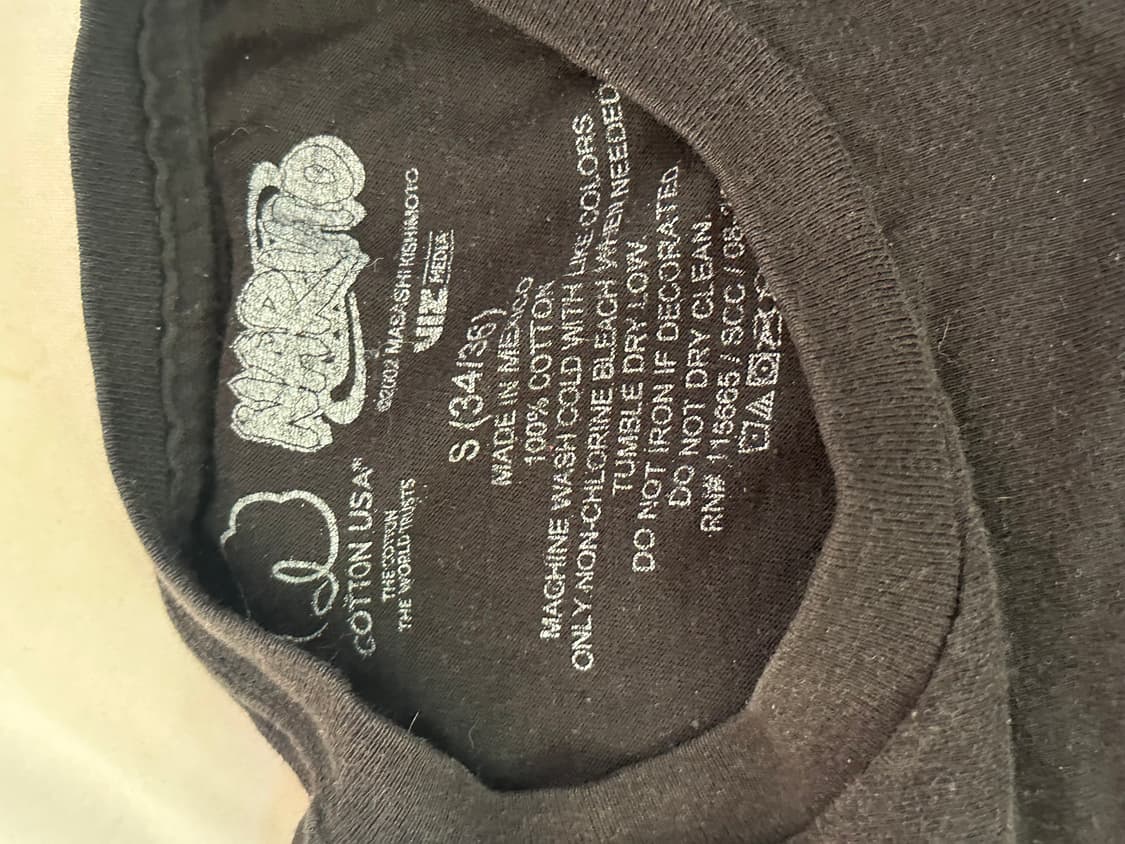 COTTON USA™
THE COTTON
THE WORLD TRUSTS
NARUTO
©2002 MASASHI KISHIMOTO
VIZ MEDIA
S (34/36)
MADE IN MEXICO
100% COTTON
MACHINE WASH COLD WITH LIKE COLORS
ONLY NON-CHLORINE BLEACH WHEN NEEDED
TUMBLE DRY LOW
DO NOT IRON IF DECORATED
DO NOT DRY CLEAN
RN# 115665 / SCC / 08